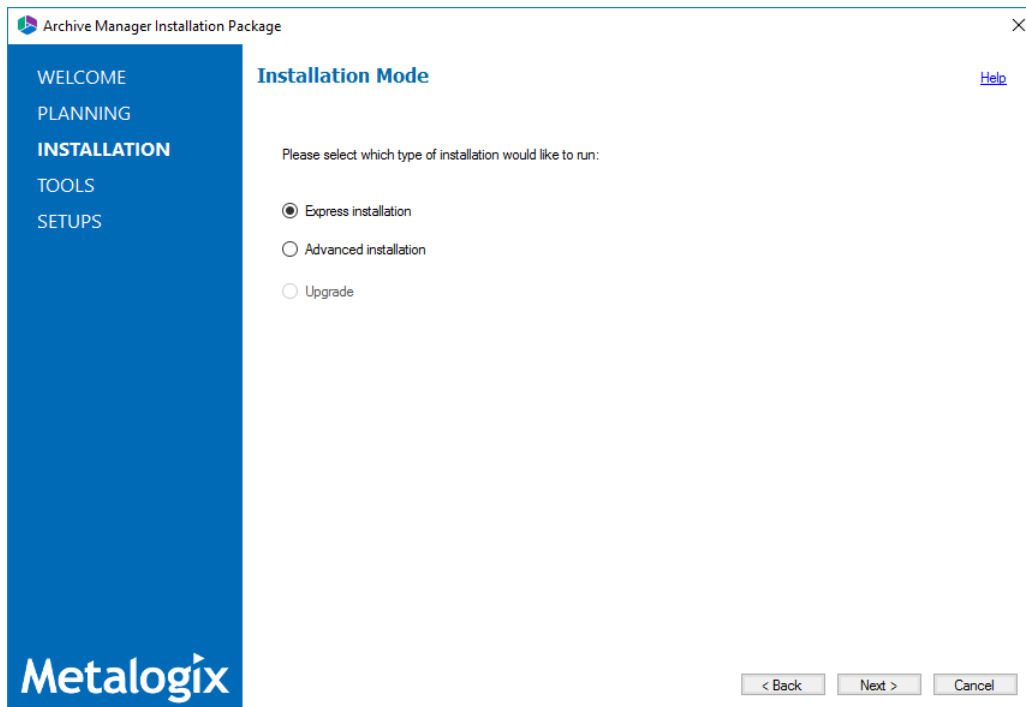 Archive Manager Installation Package
WELCOME
PLANNING
INSTALLATION
TOOLS
SETUPS
Installation Mode
Help
Please select which type of installation would like to run:
Express installation
Advanced installation
Upgrade
Metalogix
< Back
Next >
Cancel